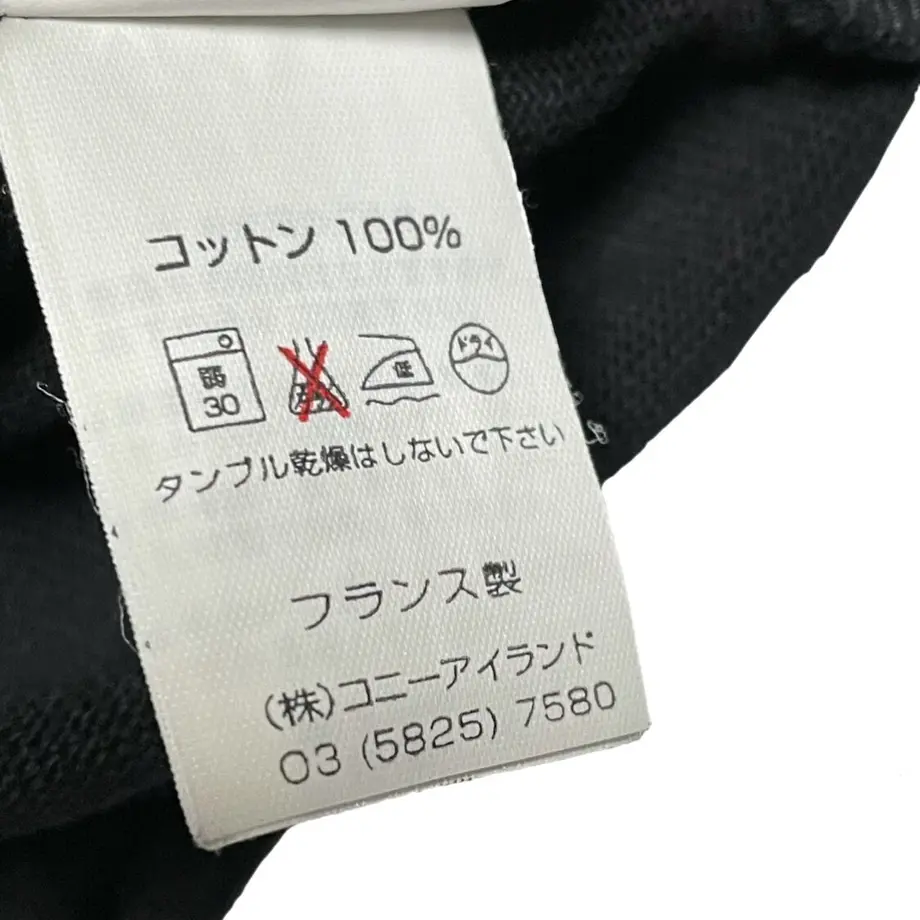 コットン 100%
弱
30
低
ドライ
タンブル乾燥はしないで下さい
フランス製
(株)コニーアイランド
03 (5825) 7580